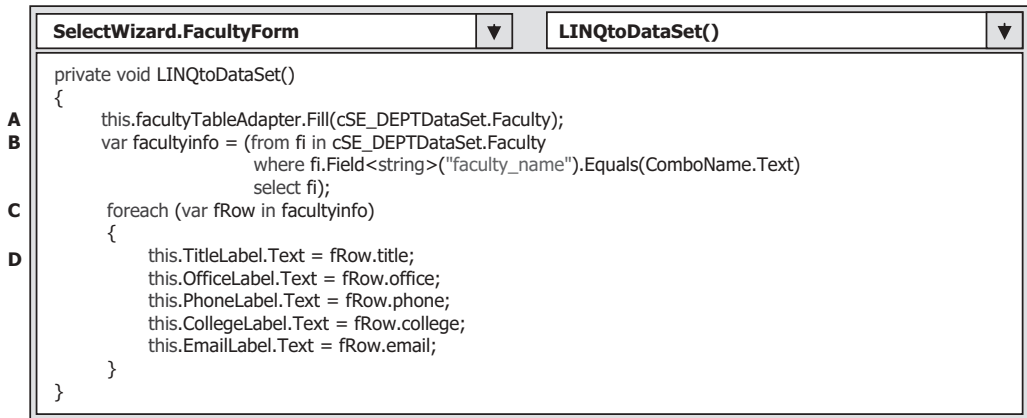 SelectWizard.FacultyForm LINQtoDataSet()
private void LINQtoDataSet()
{
A this.facultyTableAdapter.Fill(cSE_DEPTDataSet.Faculty);
B var facultyinfo = (from fi in cSE_DEPTDataSet.Faculty
where fi.Field<string>("faculty_name").Equals(ComboName.Text)
select fi);
C foreach (var fRow in facultyinfo)
{
D this.TitleLabel.Text = fRow.title;
this.OfficeLabel.Text = fRow.office;
this.PhoneLabel.Text = fRow.phone;
this.CollegeLabel.Text = fRow.college;
this.EmailLabel.Text = fRow.email;
}
}